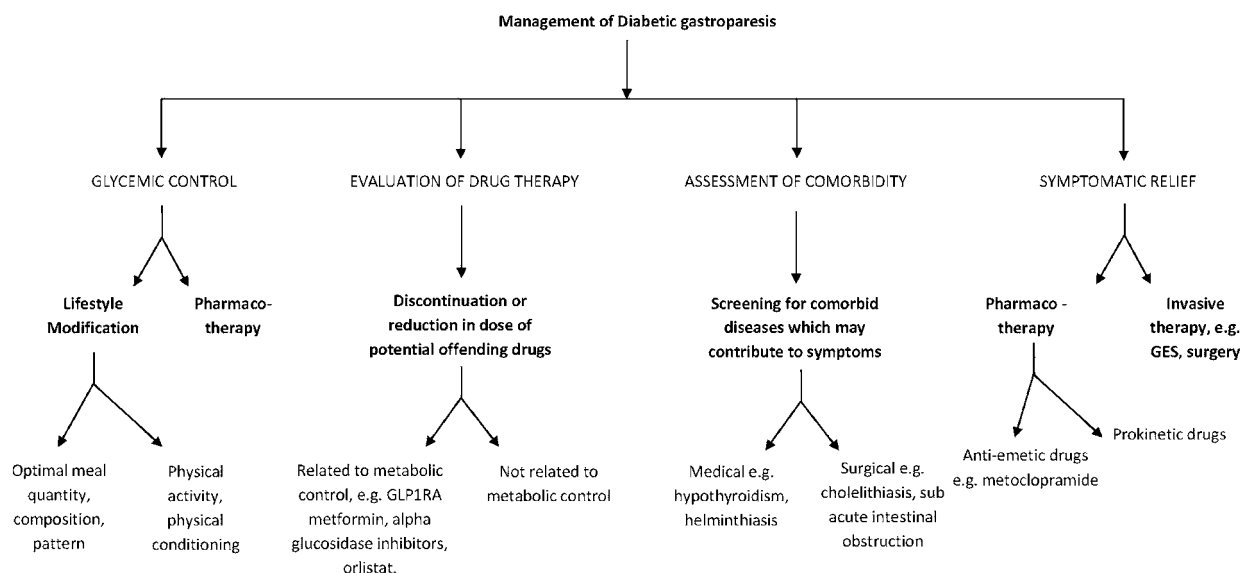 Management of Diabetic gastroparesis
GLYCEMIC CONTROL
EVALUATION OF DRUG THERAPY
ASSESSMENT OF COMORBIDITY
SYMPTOMATIC RELIEF
Lifestyle
Modification
Pharmaco-
therapy
Discontinuation or
reduction in dose of
potential offending drugs
Screening for comorbid
diseases which may
contribute to symptoms
Pharmaco -
therapy
Invasive
therapy, e.g.
GES, surgery
Optimal meal
quantity,
composition,
pattern
Physical
activity,
physical
conditioning
Related to metabolic
control, e.g. GLP1RA
metformin, alpha
glucosidase inhibitors,
orlistat.
Not related to
metabolic control
Medical e.g.
hypothyroidism,
helminthiasis
Surgical e.g.
cholelithiasis, sub
acute intestinal
obstruction
Anti-emetic drugs
e.g. metoclopramide
Prokinetic drugs